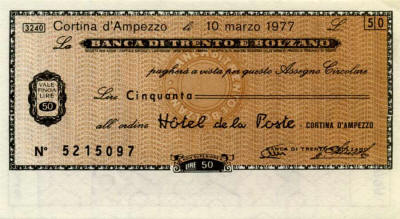 3240 Cortina d'Ampezzo li 10 marzo 1977 L. 50
La BANCA DI TRENTO E BOLZANO
pagherà a vista per questo Assegno Circolare
VALE
LIRE
50
Lire Cinquanta
all'ordine Hôtel de la Poste - CORTINA D'AMPEZZO
N° 5215097
BANCA DI TRENTO E BOLZANO
LIRE 50